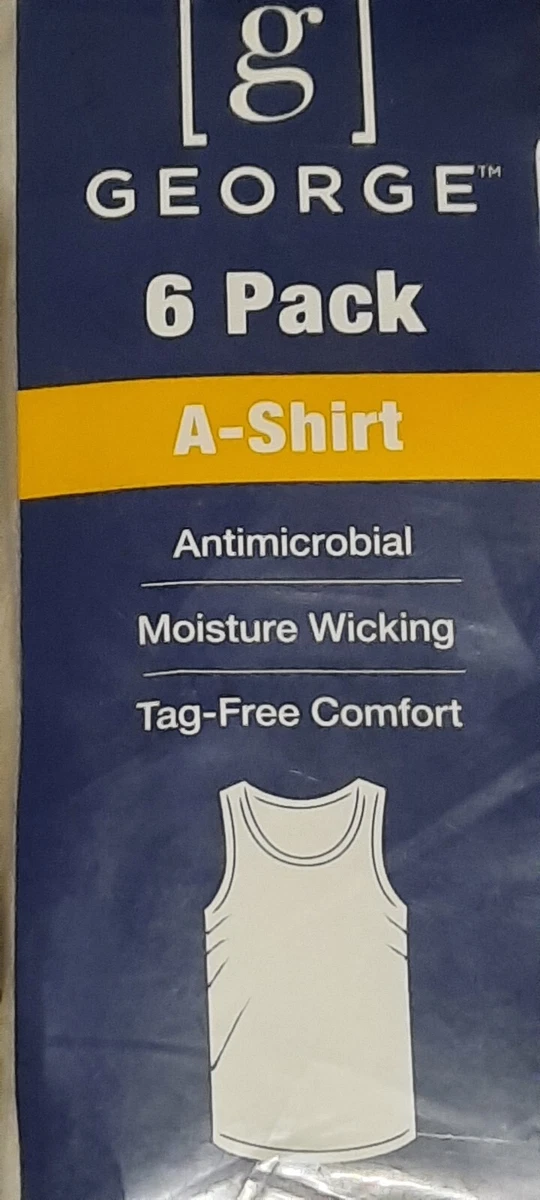 [g]
GEORGE™
6 Pack
A-Shirt
Antimicrobial
Moisture Wicking
Tag-Free Comfort